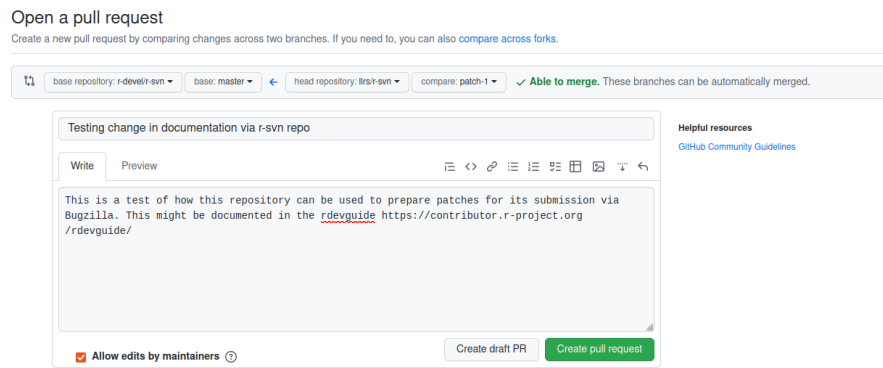 Open a pull request
Create a new pull request by comparing changes across two branches. If you need to, you can also compare across forks.
base repository: r-devel/r-svn base: master head repository: llrs/r-svn compare: patch-1 Able to merge. These branches can be automatically merged.
Testing change in documentation via r-svn repo
Helpful resources
GitHub Community Guidelines
Write Preview
This is a test of how this repository can be used to prepare patches for its submission via
Bugzilla. This might be documented in the rdevguide https://contributor.r-project.org
/rdevguide/
Create draft PR Create pull request
Allow edits by maintainers